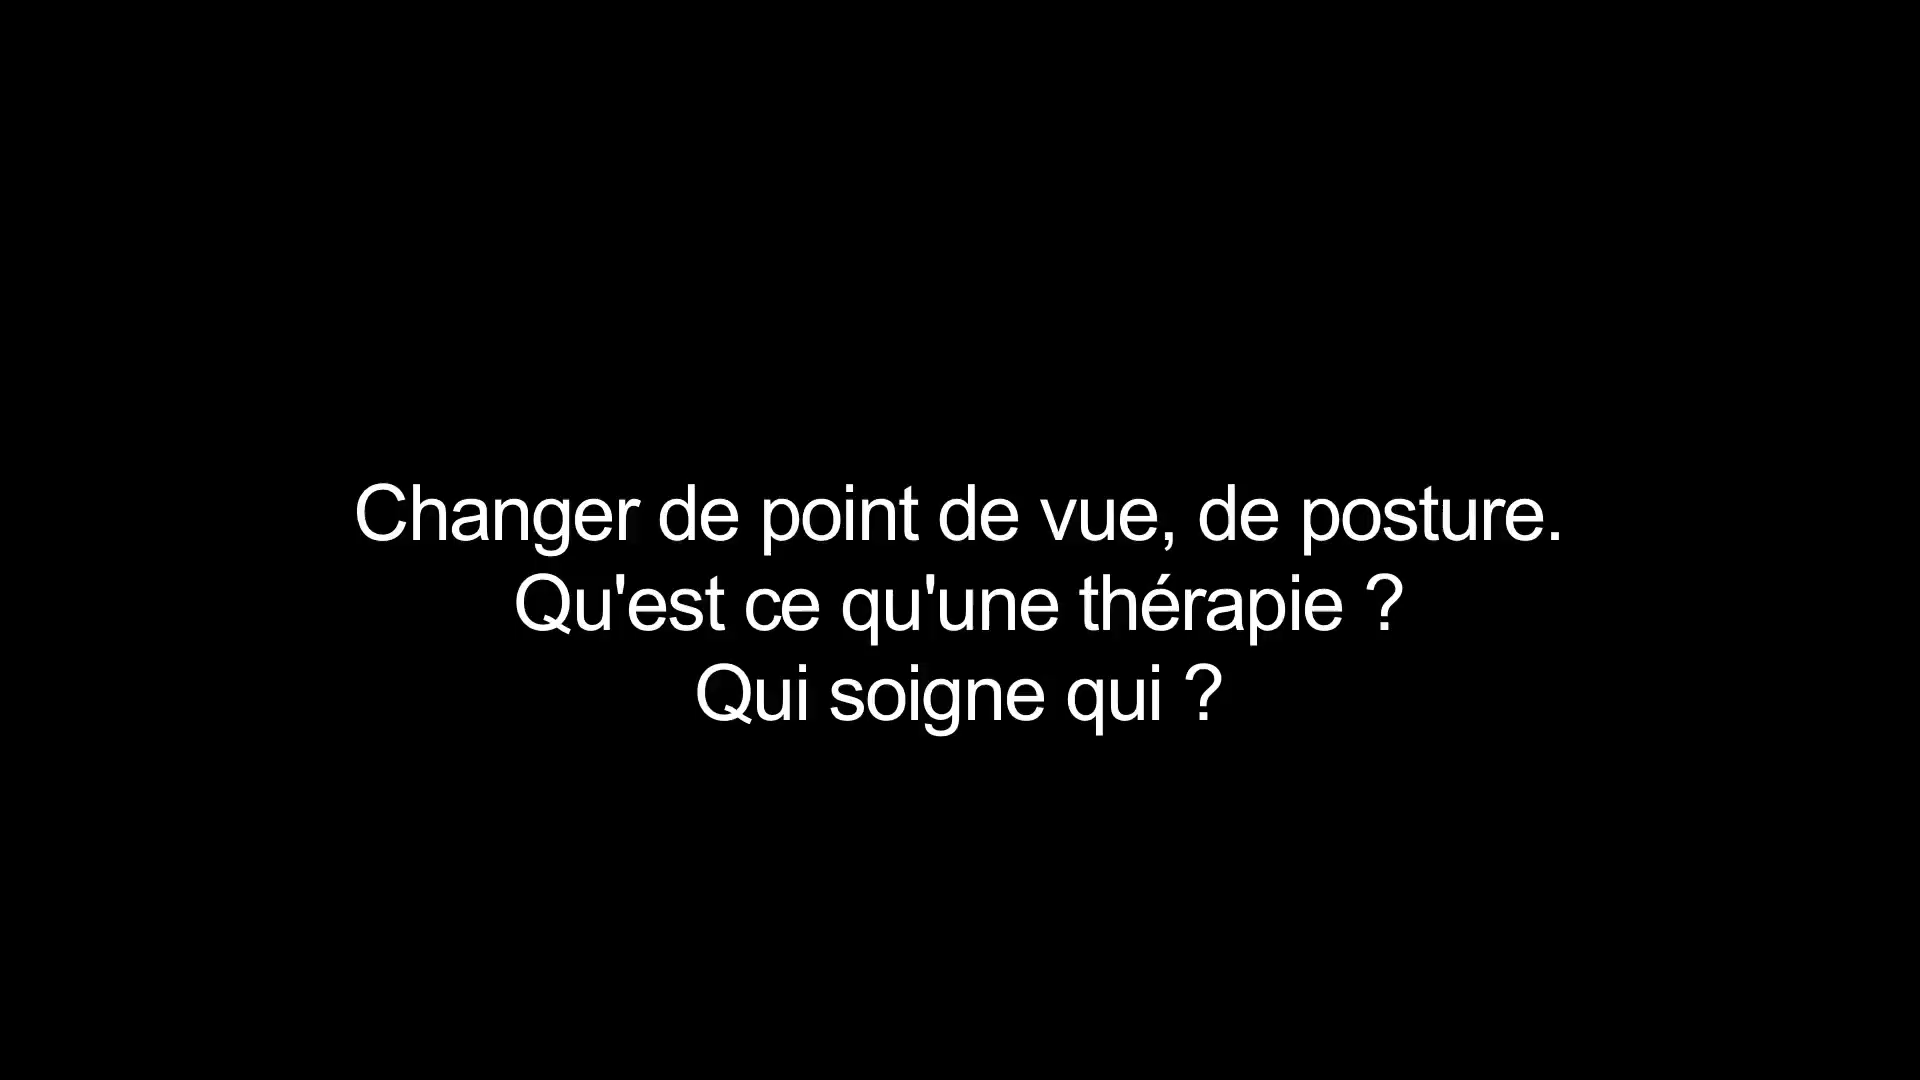 Changer de point de vue, de posture.
Qu'est ce qu'une thérapie ?
Qui soigne qui ?